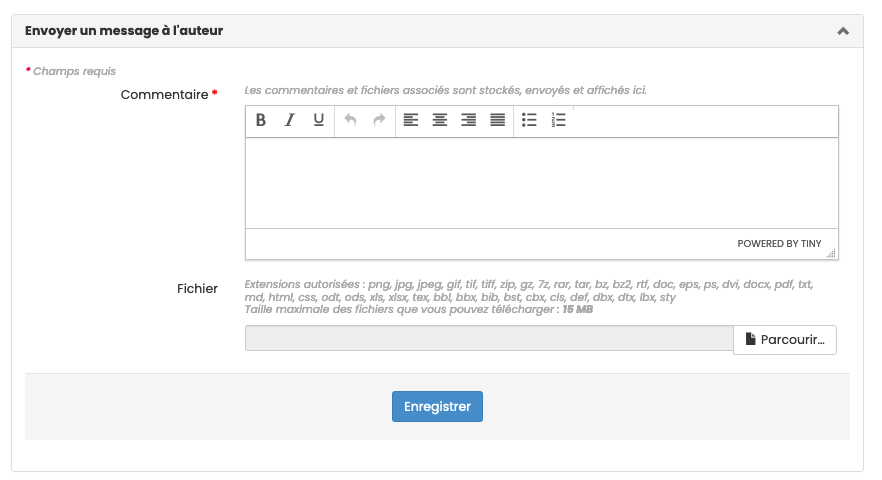 Envoyer un message à l'auteur
* Champs requis
Commentaire *
Les commentaires et fichiers associés sont stockés, envoyés et affichés ici.
B I U
POWERED BY TINY
Fichier
Extensions autorisées : png, jpg, jpeg, gif, tif, tiff, zip, gz, 7z, rar, tar, bz, bz2, rtf, doc, eps, ps, dvi, docx, pdf, txt,
md, html, css, odt, ods, xls, xlsx, tex, bbl, bbx, bib, bst, cbx, cls, def, dbx, dtx, lbx, sty
Taille maximale des fichiers que vous pouvez télécharger : 15 MB
Parcourir...
Enregistrer